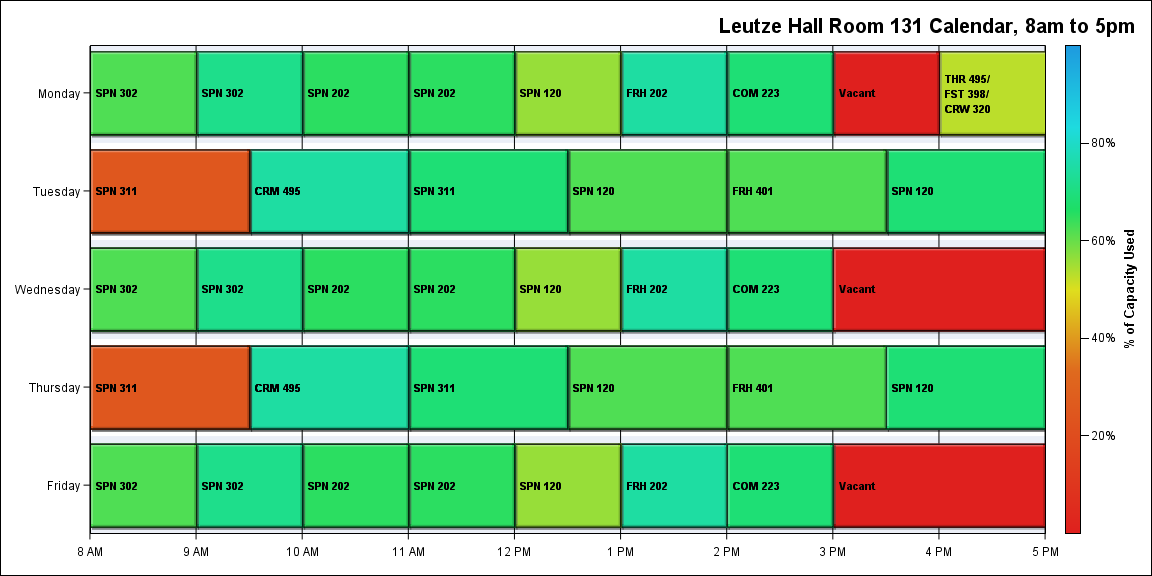 Leutze Hall Room 131 Calendar, 8am to 5pm
Monday
SPN 302
SPN 302
SPN 202
SPN 202
SPN 120
FRH 202
COM 223
Vacant
THR 495/
FST 398/
CRW 320
Tuesday
SPN 311
CRM 495
SPN 311
SPN 120
FRH 401
SPN 120
Wednesday
SPN 302
SPN 302
SPN 202
SPN 202
SPN 120
FRH 202
COM 223
Vacant
Thursday
SPN 311
CRM 495
SPN 311
SPN 120
FRH 401
SPN 120
Friday
SPN 302
SPN 302
SPN 202
SPN 202
SPN 120
FRH 202
COM 223
Vacant
8 AM
9 AM
10 AM
11 AM
12 PM
1 PM
2 PM
3 PM
4 PM
5 PM
80%
60%
40%
20%
% of Capacity Used